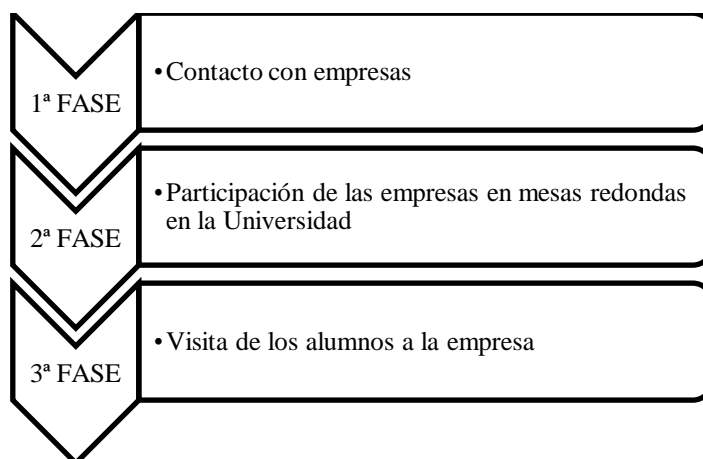 1ª FASE
•Contacto con empresas
2ª FASE
•Participación de las empresas en mesas redondas
en la Universidad
3ª FASE
•Visita de los alumnos a la empresa